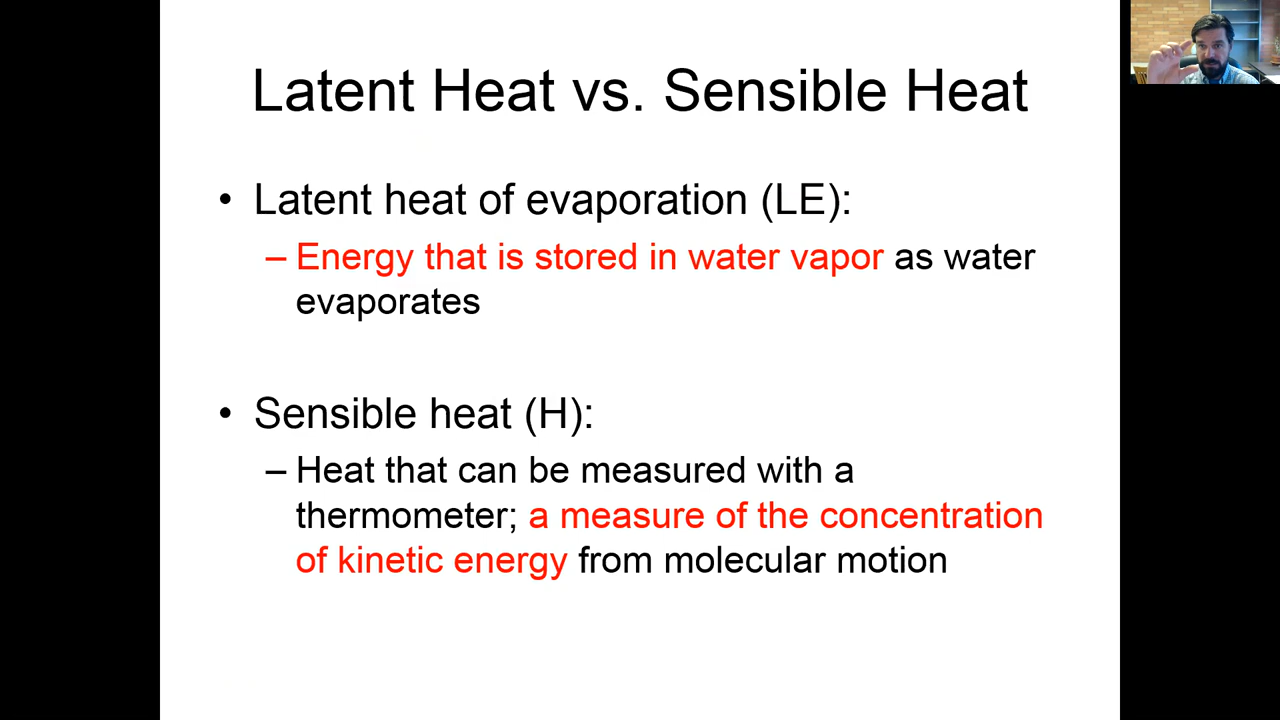 Latent Heat vs. Sensible Heat
• Latent heat of evaporation (LE):
– Energy that is stored in water vapor as water
evaporates
• Sensible heat (H):
– Heat that can be measured with a
thermometer; a measure of the concentration
of kinetic energy from molecular motion